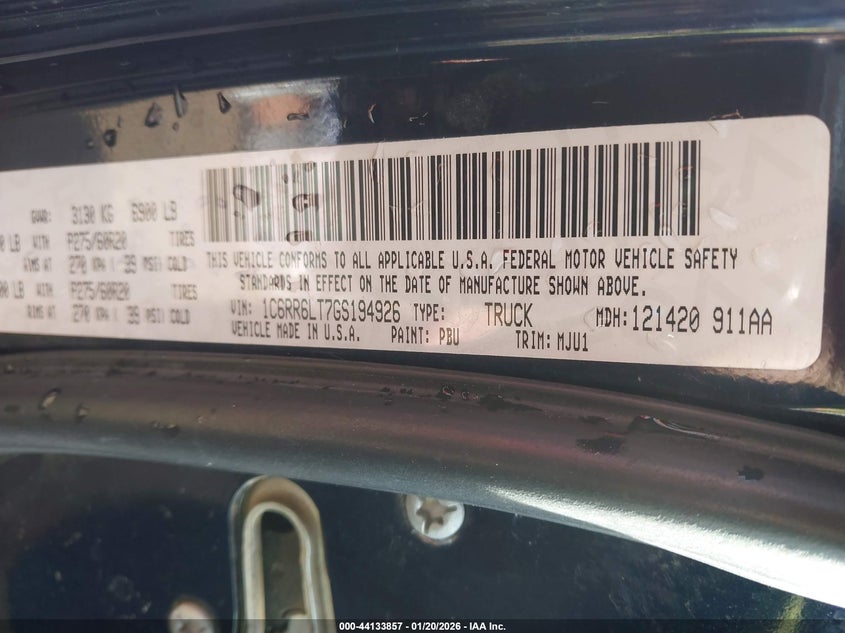 GVWR: 3130 KG 6900 LB
LB WITH P275/60R20 TIRES
RIMS AT 270 KPA ( 39 PSI) COLD
LB WITH P275/60R20 TIRES
RIMS AT 270 KPA ( 39 PSI) COLD
THIS VEHICLE CONFORMS TO ALL APPLICABLE U.S.A. FEDERAL MOTOR VEHICLE SAFETY
STANDARDS IN EFFECT ON THE DATE OF MANUFACTURE SHOWN ABOVE.
VIN: 1C6RR6LT7GS194926 TYPE: TRUCK MDH: 121420 911AA
VEHICLE MADE IN U.S.A. PAINT: PBU TRIM: MJU1
000-44133857 - 01/20/2026 - IAA Inc.